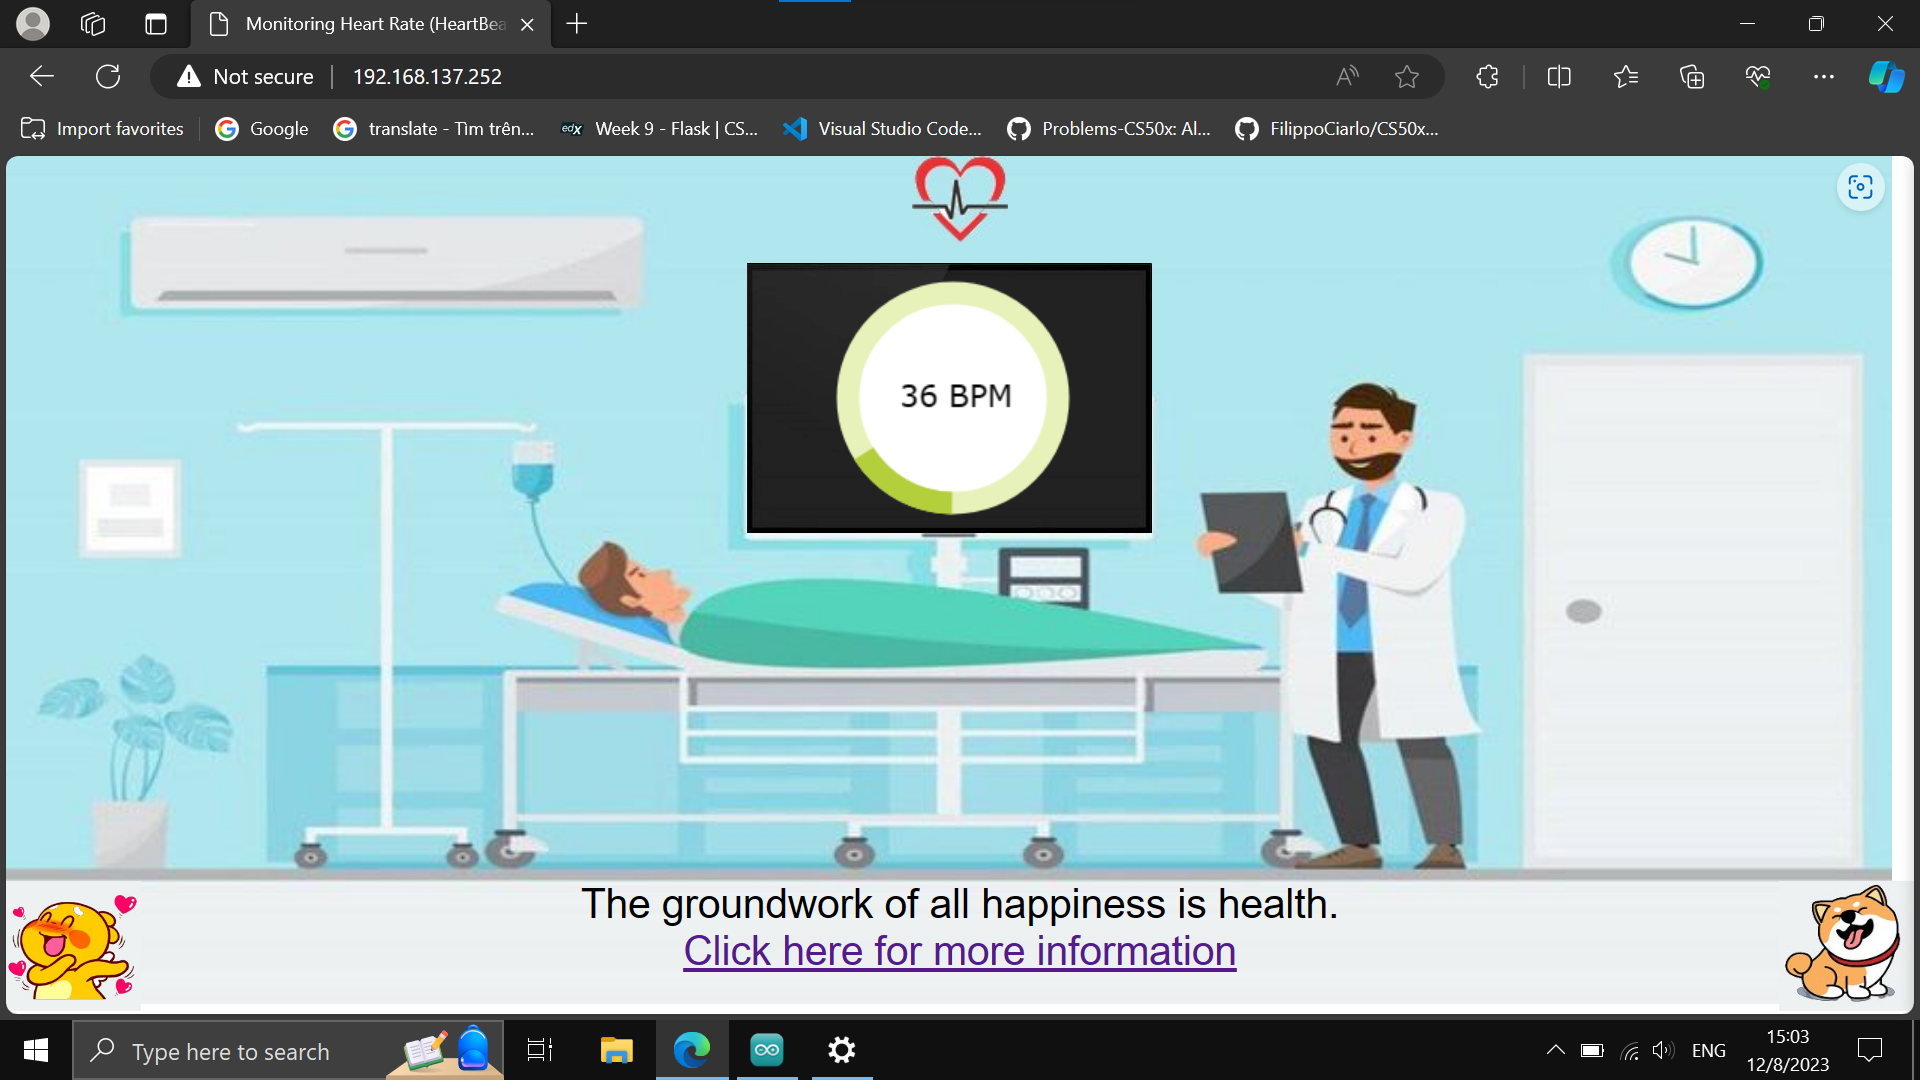 Monitoring Heart Rate (HeartBea
Not secure
192.168.137.252
Import favorites
Google
translate - Tìm trên...
edx
Week 9 - Flask | CS...
Visual Studio Code...
Problems-CS50x: Al...
FilippoCiarlo/CS50x...
36 BPM
The groundwork of all happiness is health.
Click here for more information
Type here to search
ENG
15:03
12/8/2023